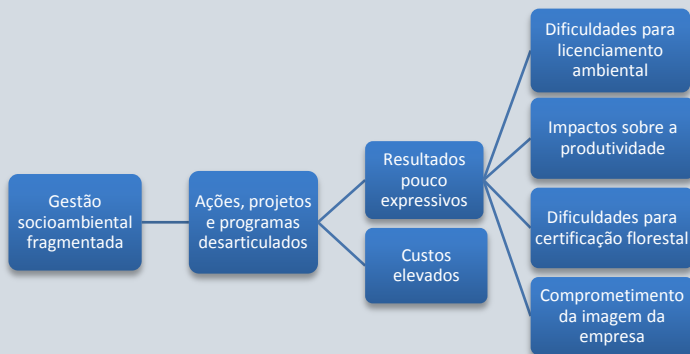 Gestão
socioambiental
fragmentada
Ações, projetos
e programas
desarticulados
Resultados
pouco
expressivos
Custos
elevados
Dificuldades para
licenciamento
ambiental
Impactos sobre a
produtividade
Dificuldades para
certificação florestal
Comprometimento
da imagem da
empresa